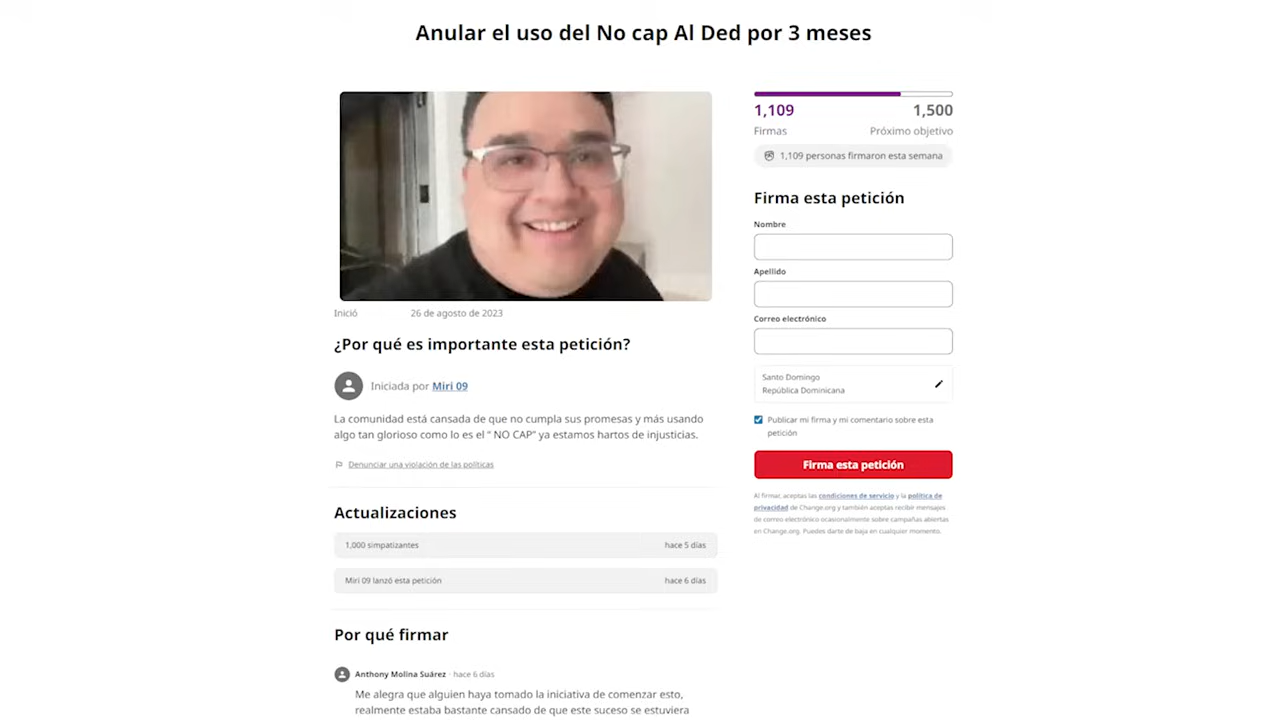 Anular el uso del No cap Al Ded por 3 meses
Inició 26 de agosto de 2023
¿Por qué es importante esta petición?
Iniciada por Miri 09
La comunidad está cansada de que no cumpla sus promesas y más usando
algo tan glorioso como lo es el “ NO CAP” ya estamos hartos de injusticias.
Denunciar una violación de las políticas
Actualizaciones
1,000 simpatizantes hace 5 días
Miri 09 lanzó esta petición hace 6 días
Por qué firmar
Anthony Molina Suárez · hace 6 días
Me alegra que alguien haya tomado la iniciativa de comenzar esto,
realmente estaba bastante cansado de que este suceso se estuviera
1,109 1,500
Firmas Próximo objetivo
1,109 personas firmaron esta semana
Firma esta petición
Nombre
Apellido
Correo electrónico
Santo Domingo
República Dominicana
Publicar mi firma y mi comentario sobre esta
petición
Firma esta petición
Al firmar, aceptas las condiciones de servicio y la política de
privacidad de Change.org y también aceptas recibir mensajes
de correo electrónico ocasionalmente sobre campañas abiertas
en Change.org. Puedes darte de baja en cualquier momento.